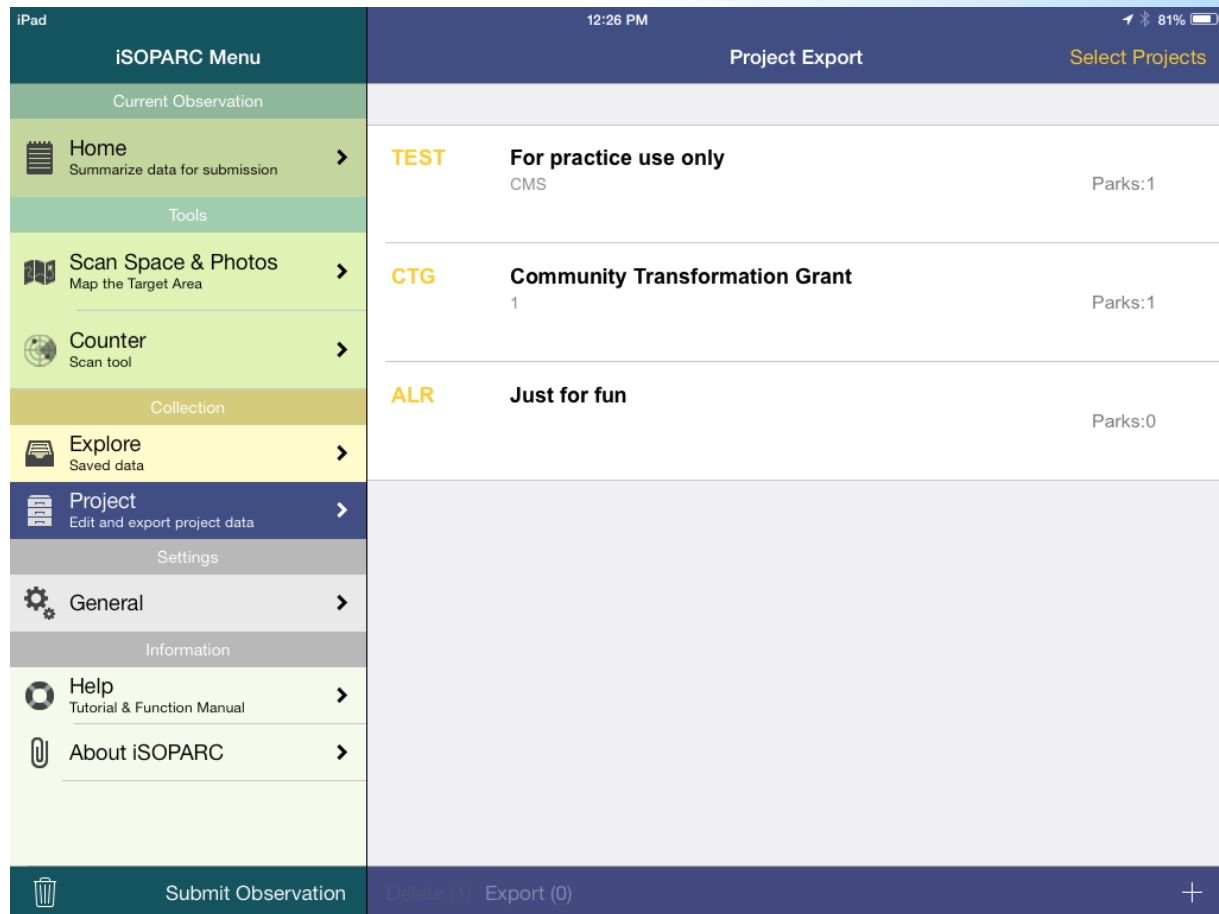 iPad 12:26 PM 81%
iSOPARC Menu
Project Export
Select Projects
Current Observation
Home
Summarize data for submission
Tools
Scan Space & Photos
Map the Target Area
Counter
Scan tool
Collection
Explore
Saved data
Project
Edit and export project data
Settings
General
Information
Help
Tutorial & Function Manual
About iSOPARC
Submit Observation
TEST
For practice use only
CMS
Parks:1
CTG
Community Transformation Grant
1
Parks:1
ALR
Just for fun
Parks:0
Delete (1) Export (0)